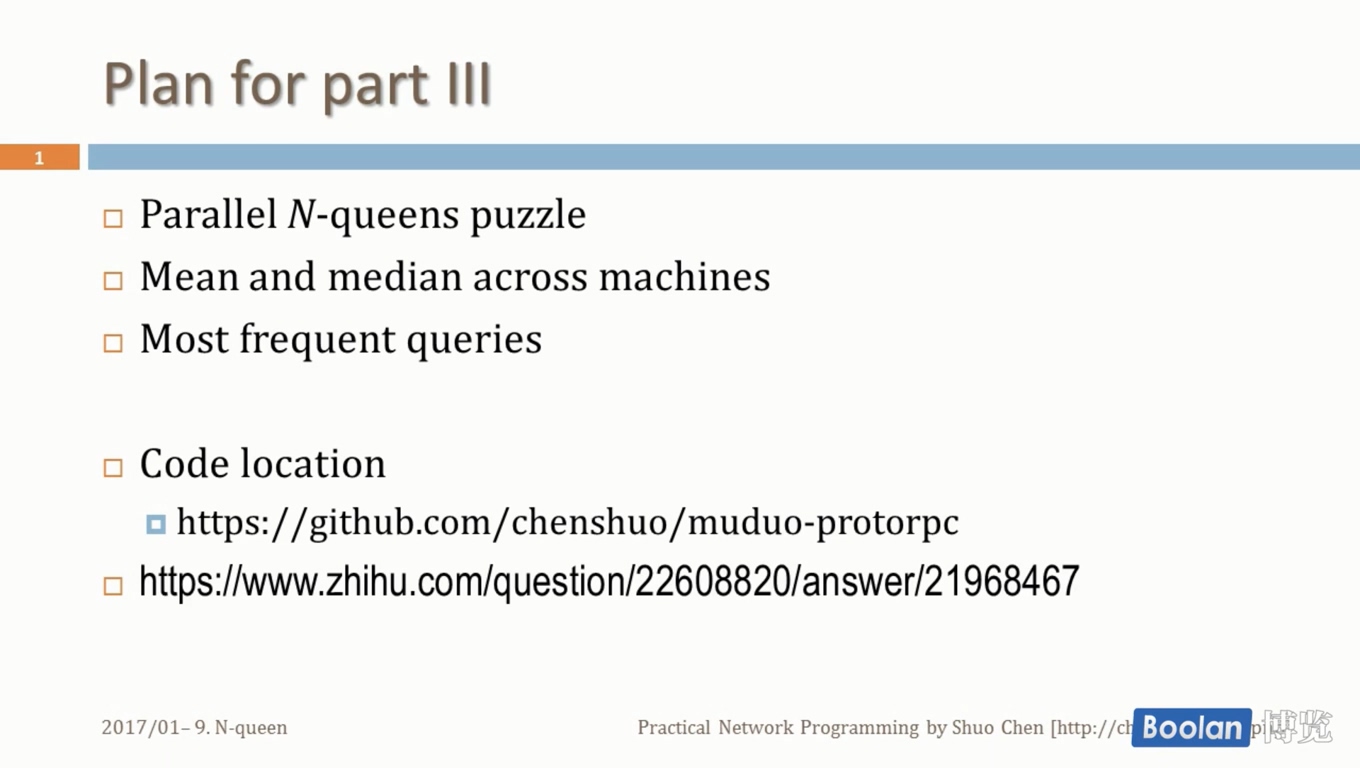 Plan for part III
1
Parallel N-queens puzzle
Mean and median across machines
Most frequent queries
Code location
https://github.com/chenshuo/muduo-protorpc
https://www.zhihu.com/question/22608820/answer/21968467
2017/01– 9. N-queen
Practical Network Programming by Shuo Chen [http://ch
Boolan 博览